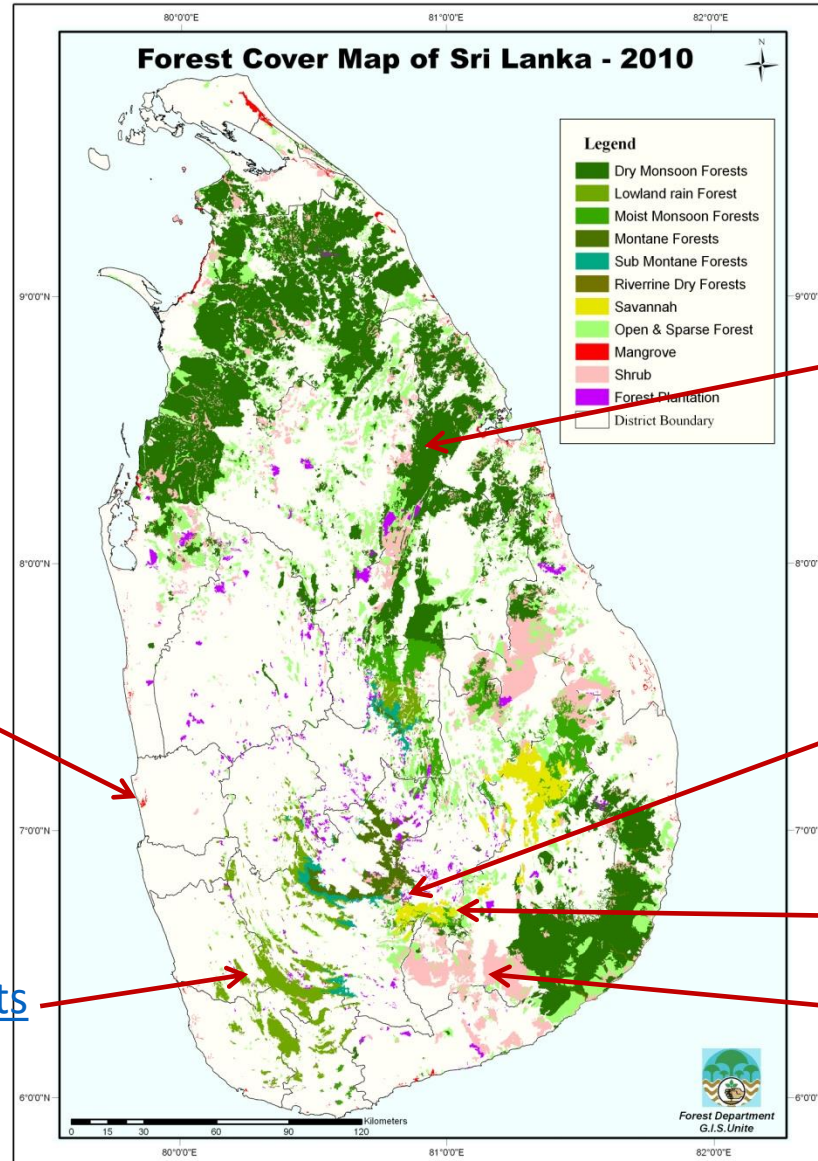 80°0'0"E 81°0'0"E 82°0'0"E
Forest Cover Map of Sri Lanka - 2010
N
Legend
Dry Monsoon Forests
Lowland rain Forest
Moist Monsoon Forests
Montane Forests
Sub Montane Forests
Riverrine Dry Forests
Savannah
Open & Sparse Forest
Mangrove
Shrub
Forest Plantation
District Boundary
9°0'0"N 9°0'0"N
8°0'0"N 8°0'0"N
7°0'0"N 7°0'0"N
ts
6°0'0"N 6°0'0"N
Kilometers
0 15 30 60 90 120
Forest Department
G.I.S.Unite
80°0'0"E 81°0'0"E 82°0'0"E